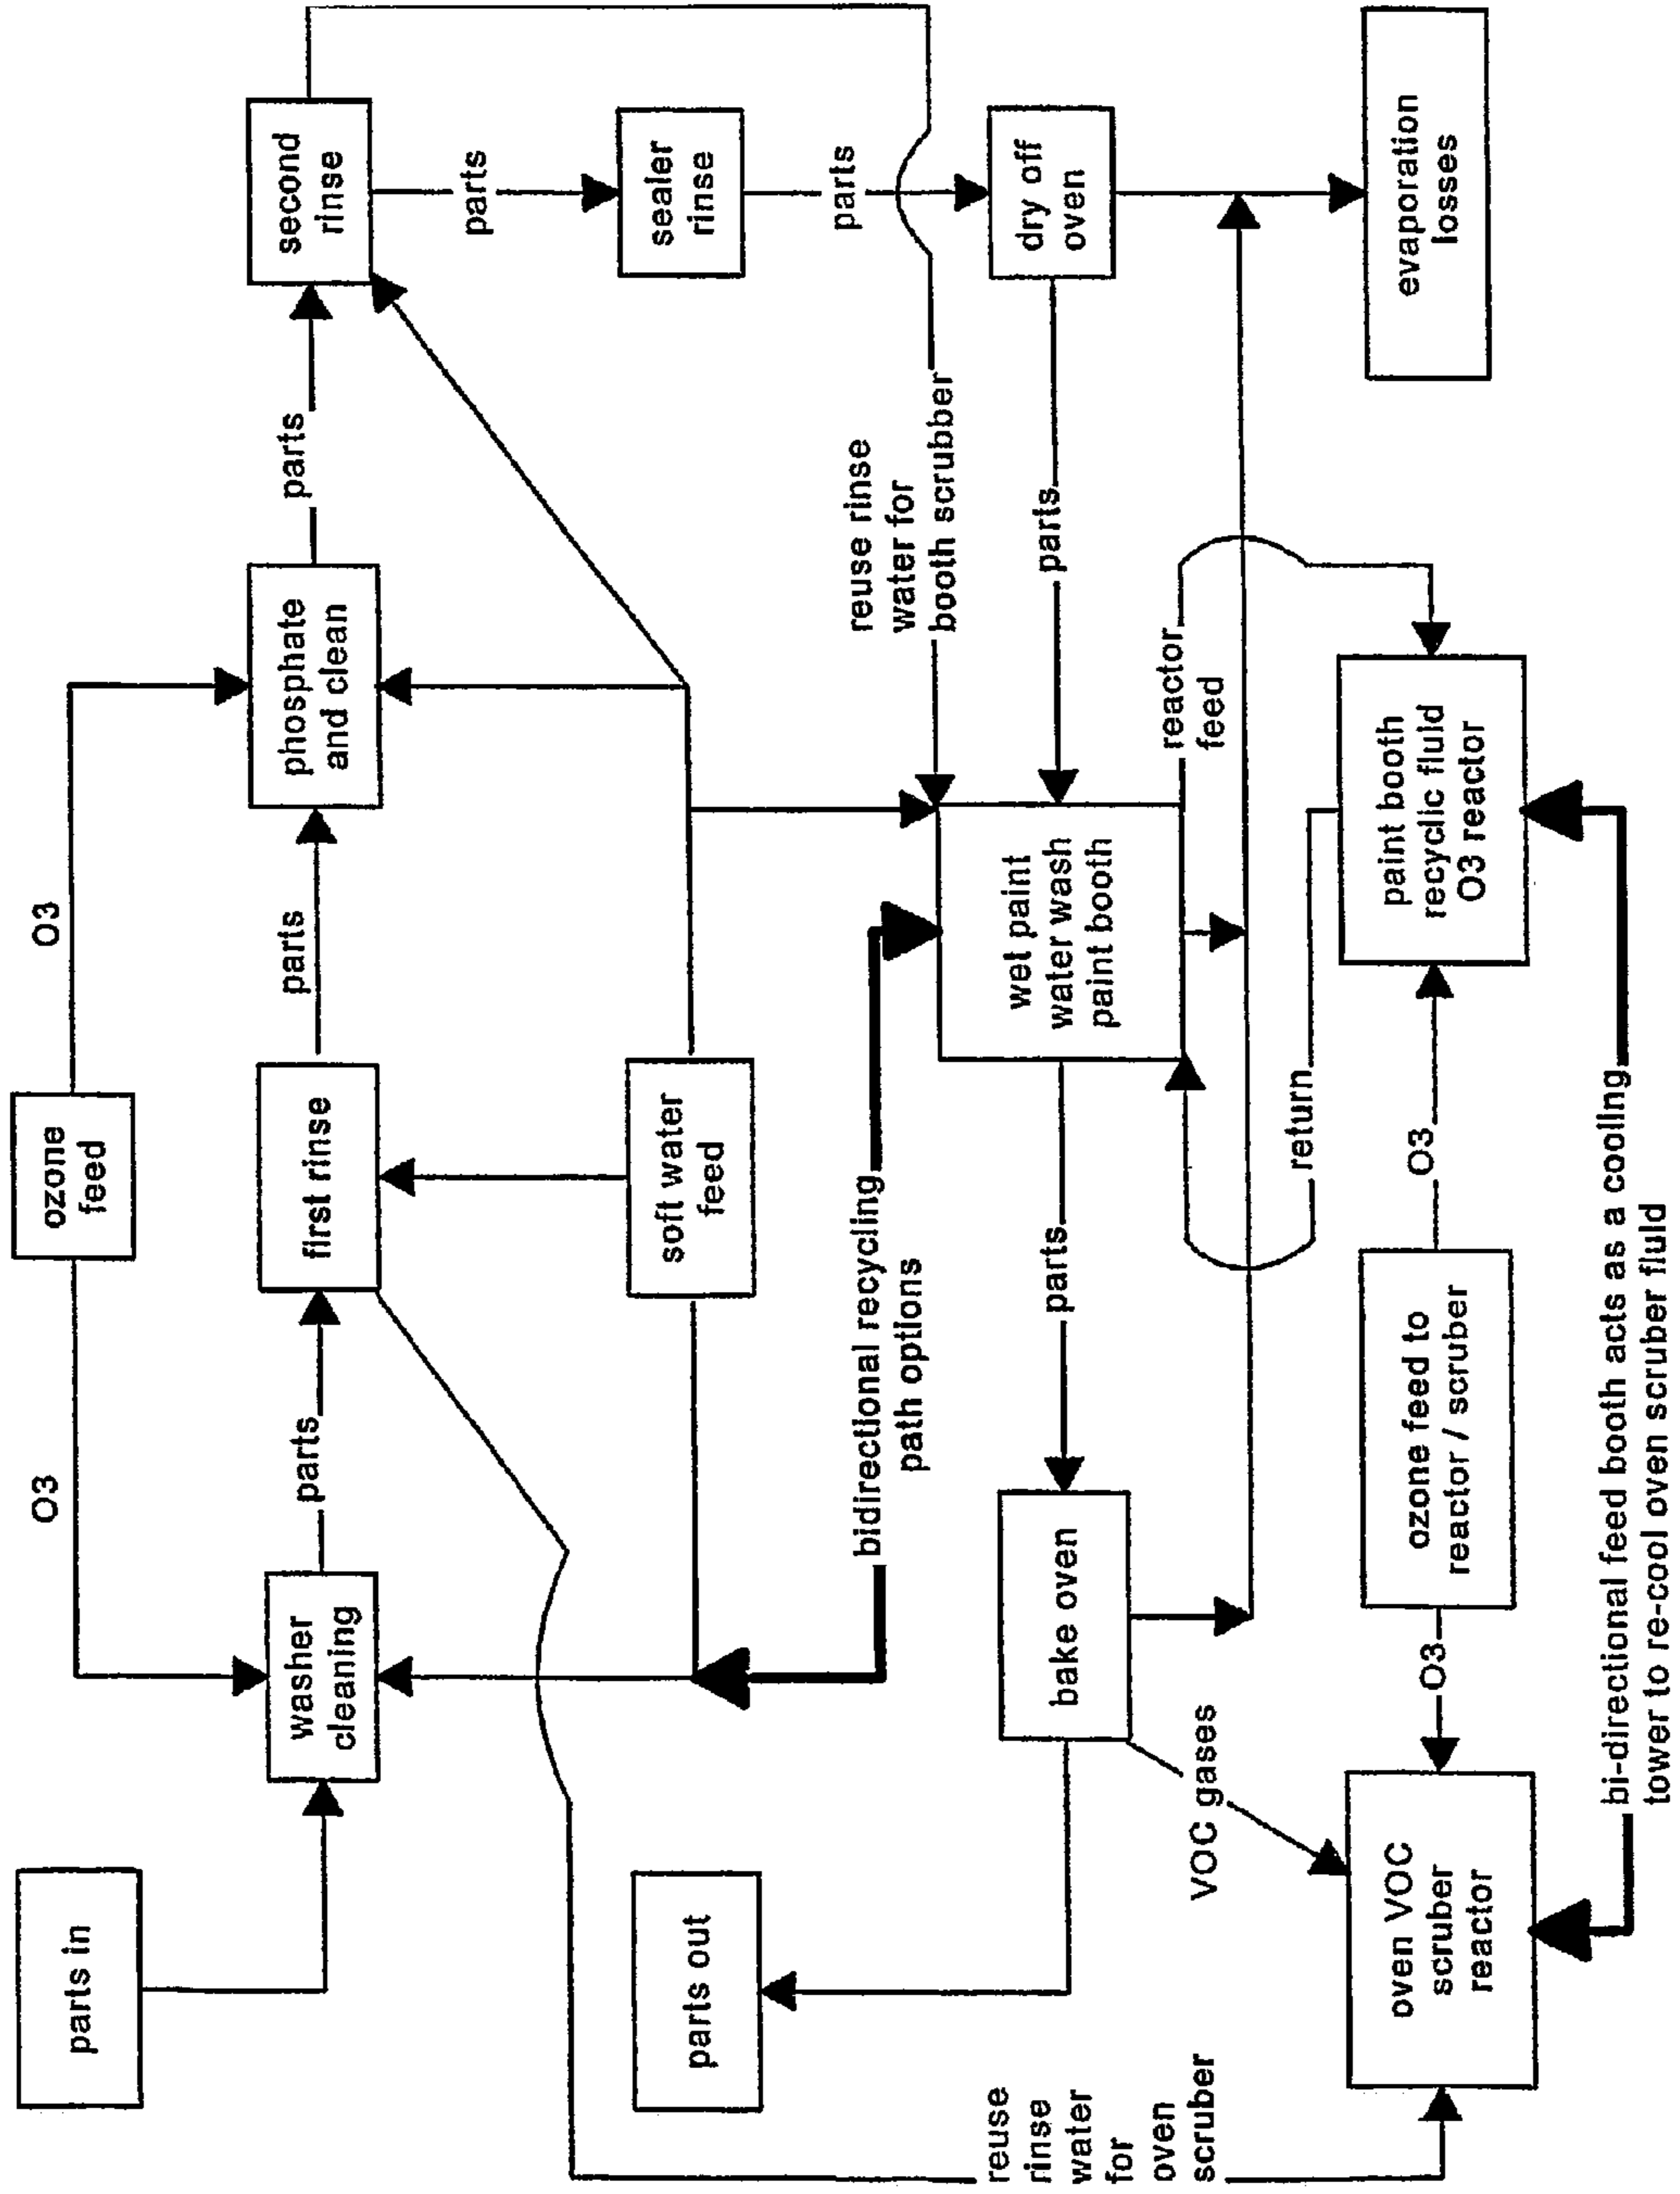 parts in
O3
ozone
feed
O3
washer
cleaning
parts
first rinse
parts
phosphate
and clean
parts
second
rinse
parts
parts out
soft water
feed
sealer
rinse
parts
bidirectional recycling
path options
reuse rinse
water for
booth scrubber
reuse
rinse
water
for
oven
scruber
bake oven
parts
wet paint
water wash
paint booth
parts
dry off
oven
VOC gases
return
reactor
feed
oven VOC
scruber
reactor
O3
ozone feed to
reactor / scruber
O3
paint booth
recyclic fluid
O3 reactor
evaporation
losses
bi-directional feed booth acts as a cooling
tower to re-cool oven scruber fluid